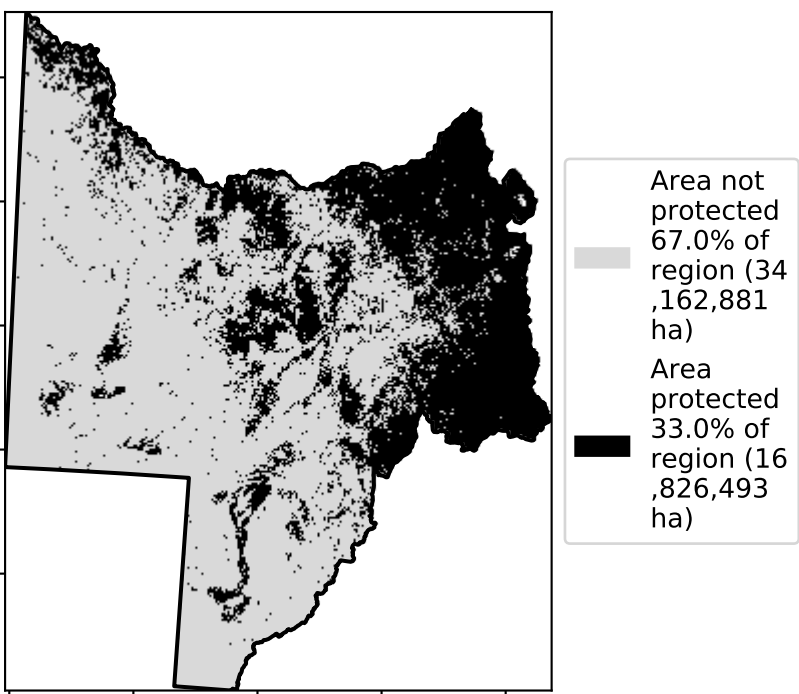 Area not
protected
67.0% of
region (34
,162,881
ha)
Area
protected
33.0% of
region (16
,826,493
ha)